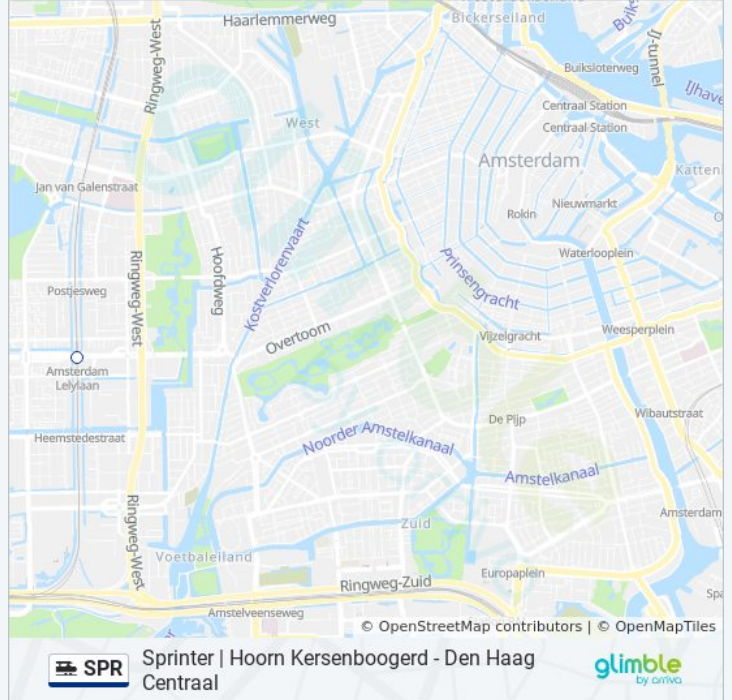 Haarlemmerweg
Bickerseiland
Ringweg-West
IJ-tunnel
Buiksloterweg
Centraal Station
Centraal Station
West
Amsterdam
Jan van Galenstraat
Nieuwmarkt
Rokin
Kostverlorenvaart
Hoofdweg
Waterlooplein
Prinsengracht
Ringweg-West
Postjesweg
Overtoom
Vijzelgracht
Weesperplein
Amsterdam
Lelylaan
De Pijp
Wibautstraat
Heemstedestraat
Noorder Amstelkanaal
Amstelkanaal
Ringweg-West
Amsterdam
Zuid
Voetbaleiland
Europaplein
Ringweg-Zuid
Amstelveenseweg
© OpenStreetMap contributors | © OpenMapTiles
SPR
Sprinter | Hoorn Kersenboogerd - Den Haag
Centraal
glimble
by arriva